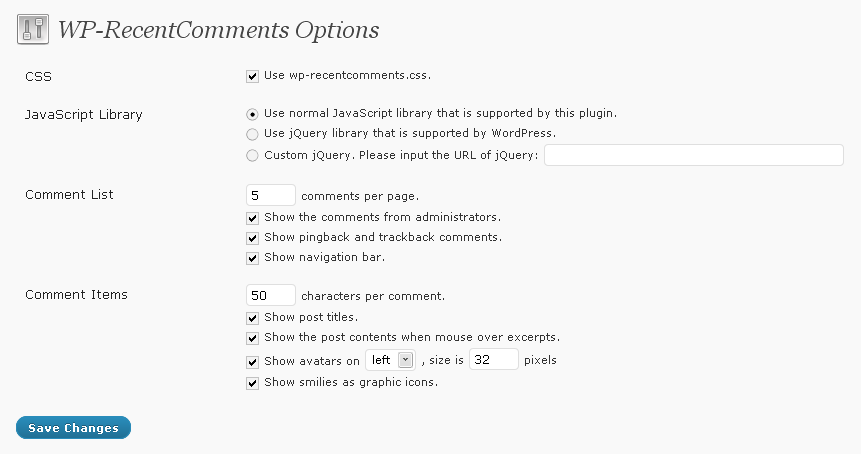 WP-RecentComments Options
CSS
Use wp-recentcomments.css.
JavaScript Library
Use normal JavaScript library that is supported by this plugin.
Use jQuery library that is supported by WordPress.
Custom jQuery. Please input the URL of jQuery:
Comment List
5 comments per page.
Show the comments from administrators.
Show pingback and trackback comments.
Show navigation bar.
Comment Items
50 characters per comment.
Show post titles.
Show the post contents when mouse over excerpts.
Show avatars on left , size is 32 pixels
Show smilies as graphic icons.
Save Changes